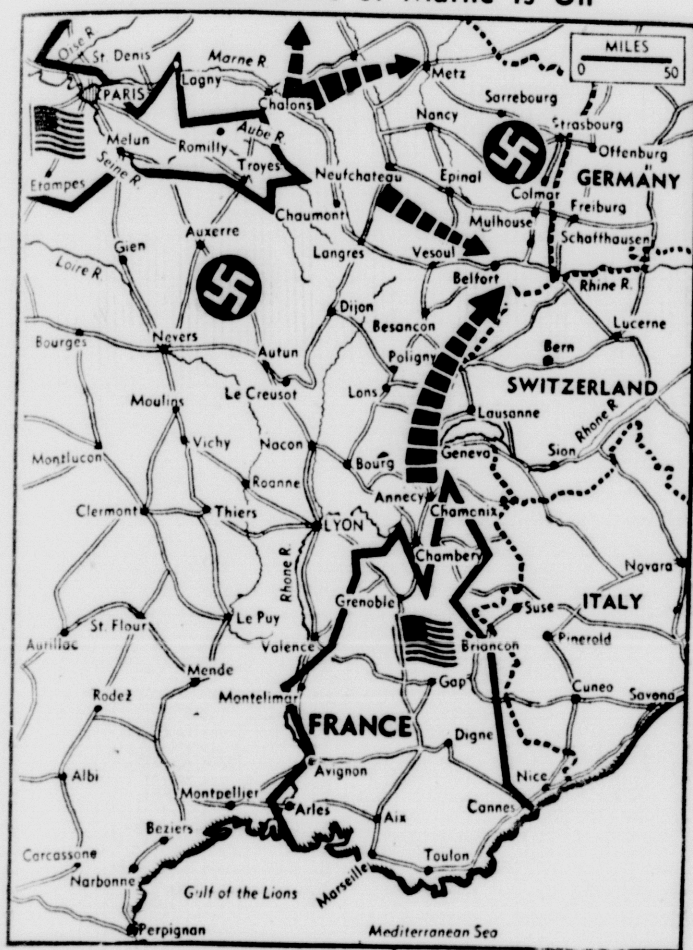 Marne Is On
MILES
0 50
Oise R.
St. Denis
Marne R.
Metz
Lagny
PARIS
Chalons
Sarrebourg
Nancy
Strasbourg
Aube R.
Offenburg
Melun
Romilly
Troyes
Seine R.
Neufchateau
Epinal
GERMANY
Etampes
Colmar
Chaumont
Mulhouse
Freiburg
Auxerre
Schaffhausen
Gien
Langres
Vesoul
Loire R.
Belfort
Rhine R.
Dijon
Besancon
Lucerne
Bourges
Nevers
Autun
Bern
Poligny
Le Creusot
Lons
SWITZERLAND
Moulins
Lausanne
Rhone R.
Vichy
Nacon
Geneva
Sion
Montlucon
Bourg
Roanne
Annecy
Clermont
Thiers
Chamonix
LYON
Chambery
Novara
Rhone R.
Grenoble
Suse
ITALY
St. Flour
Le Puy
Aurillac
Valence
Briancon
Pinerold
Mende
Gap
Cuneo
Savona
Rodez
Montelimar
FRANCE
Digne
Albi
Avignon
Nice
Montpellier
Arles
Cannes
Aix
Beziers
Carcassone
Toulon
Narbonne
Marseille
Gulf of the Lions
Perpignan
Mediterranean Sea